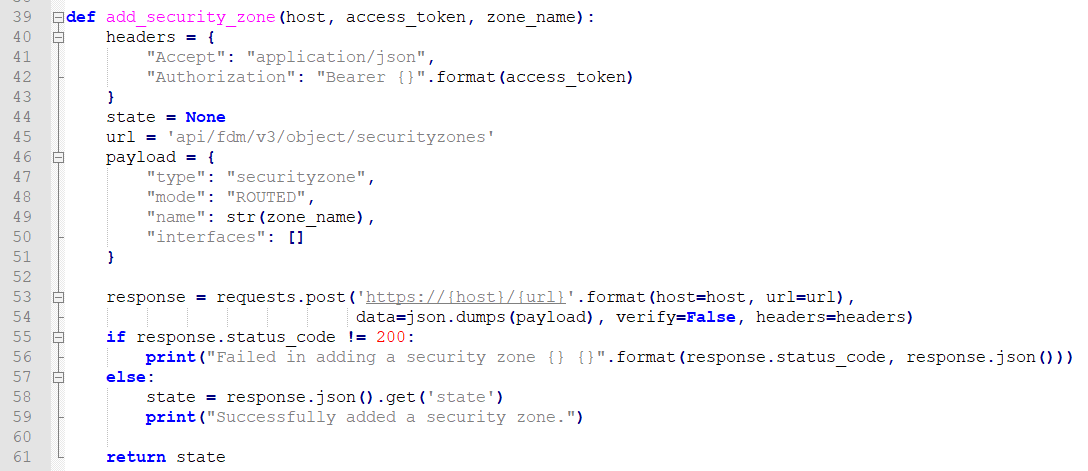 39 def add_security_zone(host, access_token, zone_name):
40     headers = {
41         "Accept": "application/json",
42         "Authorization": "Bearer {}".format(access_token)
43     }
44     state = None
45     url = 'api/fdm/v3/object/securityzones'
46     payload = {
47         "type": "securityzone",
48         "mode": "ROUTED",
49         "name": str(zone_name),
50         "interfaces": []
51     }
52
53     response = requests.post('https://{host}/{url}'.format(host=host, url=url),
54                              data=json.dumps(payload), verify=False, headers=headers)
55     if response.status_code != 200:
56         print("Failed in adding a security zone {} {}".format(response.status_code, response.json()))
57     else:
58         state = response.json().get('state')
59         print("Successfully added a security zone.")
60
61     return state